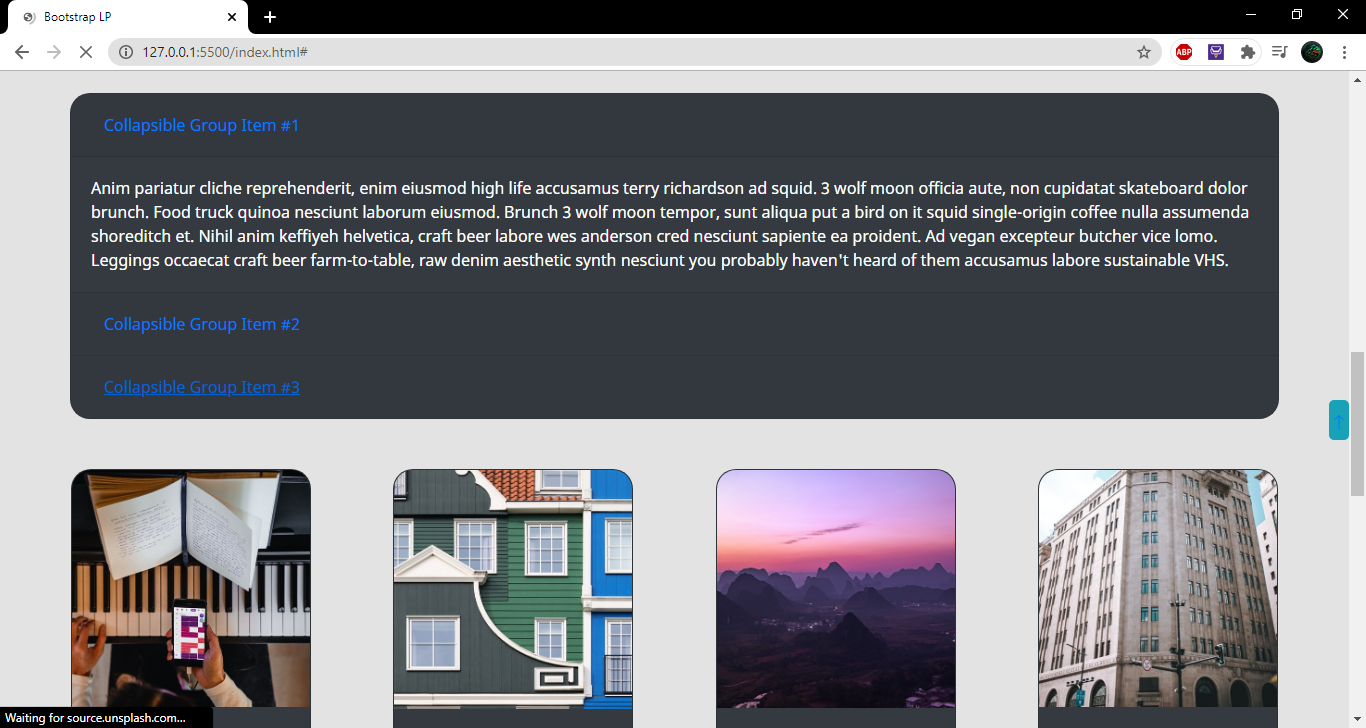 Bootstrap LP
127.0.0.1:5500/index.html#
ABP
Collapsible Group Item #1
Anim pariatur cliche reprehenderit, enim eiusmod high life accusamus terry richardson ad squid. 3 wolf moon officia aute, non cupidatat skateboard dolor
brunch. Food truck quinoa nesciunt laborum eiusmod. Brunch 3 wolf moon tempor, sunt aliqua put a bird on it squid single-origin coffee nulla assumenda
shoreditch et. Nihil anim keffiyeh helvetica, craft beer labore wes anderson cred nesciunt sapiente ea proident. Ad vegan excepteur butcher vice lomo.
Leggings occaecat craft beer farm-to-table, raw denim aesthetic synth nesciunt you probably haven't heard of them accusamus labore sustainable VHS.
Collapsible Group Item #2
Collapsible Group Item #3
Waiting for source.unsplash.com...